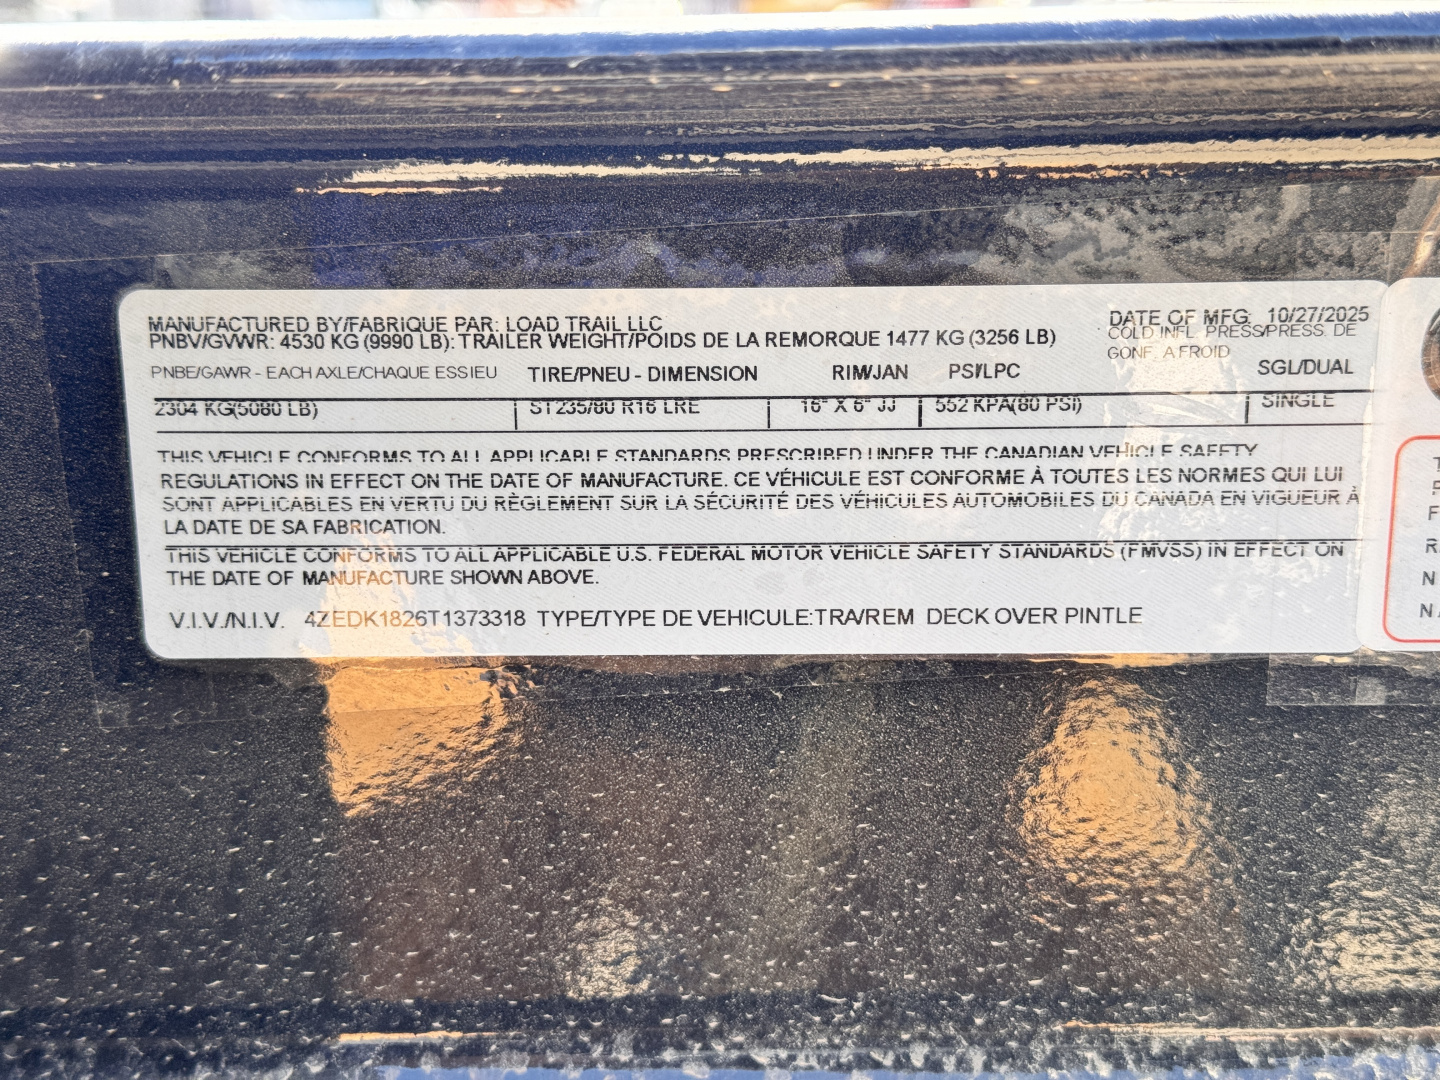 MANUFACTURED BY/FABRIQUE PAR: LOAD TRAIL LLC
DATE OF MFG: 10/27/2025
PNBV/GVWR: 4530 KG (9990 LB): TRAILER WEIGHT/POIDS DE LA REMORQUE 1477 KG (3256 LB)
COLD INFL. PRESS/PRESS. DE
GONF. A FROID
PNBE/GAWR - EACH AXLE/CHAQUE ESSIEU TIRE/PNEU - DIMENSION RIM/JAN PSI/LPC SGL/DUAL
2304 KG(5080 LB) ST235/80 R16 LRE 16" X 6" JJ 552 KPA(80 PSI) SINGLE
THIS VEHICLE CONFORMS TO ALL APPLICABLE STANDARDS PRESCRIBED UNDER THE CANADIAN VEHICLE SAFETY
REGULATIONS IN EFFECT ON THE DATE OF MANUFACTURE. CE VÉHICULE EST CONFORME À TOUTES LES NORMES QUI LUI
SONT APPLICABLES EN VERTU DU RÈGLEMENT SUR LA SÉCURITÉ DES VÉHICULES AUTOMOBILES DU CANADA EN VIGUEUR À
LA DATE DE SA FABRICATION.
THIS VEHICLE CONFORMS TO ALL APPLICABLE U.S. FEDERAL MOTOR VEHICLE SAFETY STANDARDS (FMVSS) IN EFFECT ON
THE DATE OF MANUFACTURE SHOWN ABOVE.
V.I.V./N.I.V. 4ZEDK1826T1373318 TYPE/TYPE DE VEHICULE:TRA/REM DECK OVER PINTLE